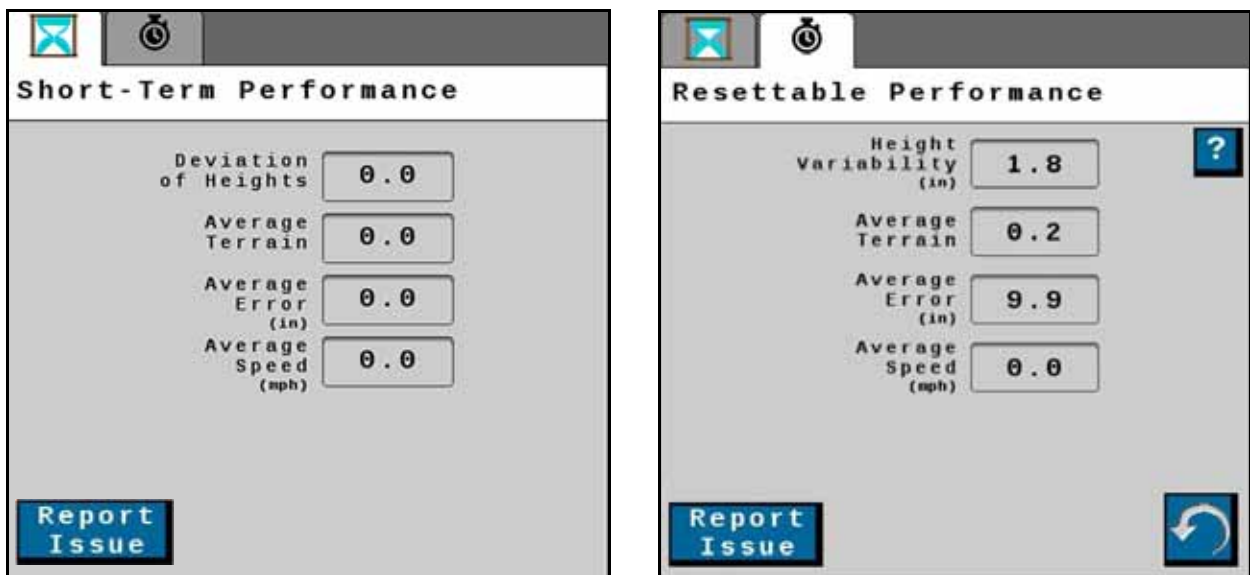 Short-Term Performance
Deviation
of Heights
0.0
Average
Terrain
0.0
Average
Error
(in)
0.0
Average
Speed
(mph)
0.0
Report
Issue
Resettable Performance
?
Height
Variability
(in)
1.8
Average
Terrain
0.2
Average
Error
(in)
9.9
Average
Speed
(mph)
0.0
Report
Issue